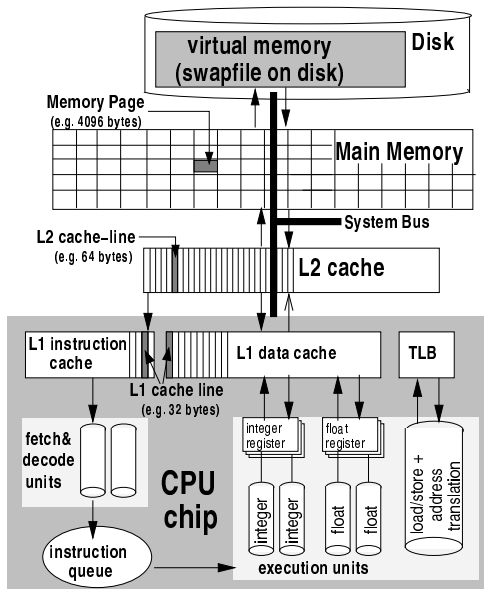 virtual memory
(swapfile on disk)
Disk
Memory Page
(e.g. 4096 bytes)
Main Memory
System Bus
L2 cache-line
(e.g. 64 bytes)
L2 cache
L1 instruction
cache
L1 data cache
TLB
L1 cache line
(e.g. 32 bytes)
fetch&
decode
units
integer
register
float
register
CPU
chip
integer
integer
float
float
load/store +
address
translation
instruction
queue
execution units